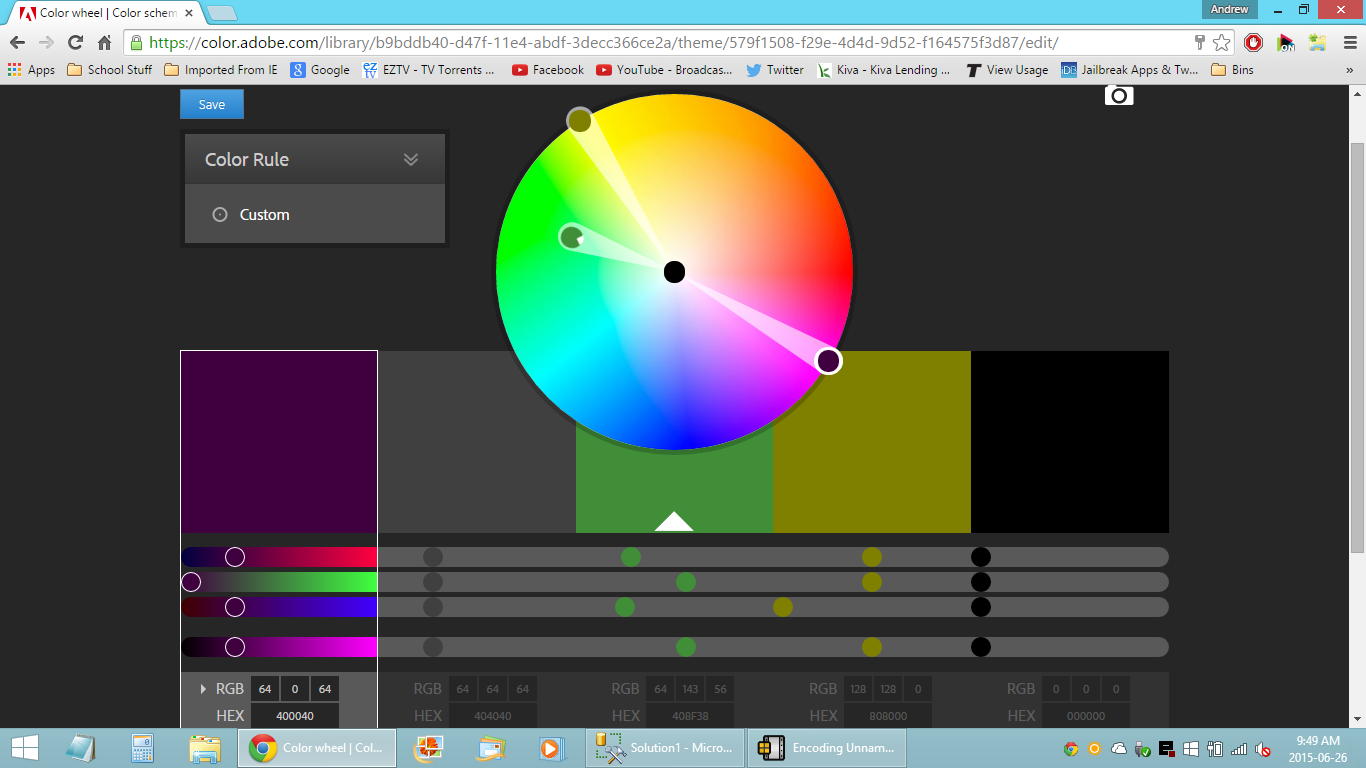 Color wheel | Color schem
Andrew
https://color.adobe.com/library/b9bddb40-d47f-11e4-abdf-3decc366ce2a/theme/579f1508-f29e-4d4d-9d52-f164575f3d87/edit/
ON
Apps School Stuff Imported From IE Google EZTV - TV Torrents ... Facebook YouTube - Broadcas... Twitter Kiva - Kiva Lending ... View Usage Jailbreak Apps & Tw... Bins »
Save
Color Rule
Custom
RGB 64 0 64 RGB 64 64 64 RGB 64 143 56 RGB 128 128 0 RGB 0 0 0
HEX 400040 HEX 404040 HEX 408F38 HEX 808000 HEX 000000
Color wheel | Col... Solution1 - Micro... Encoding Unnam...
9:49 AM
2015-06-26